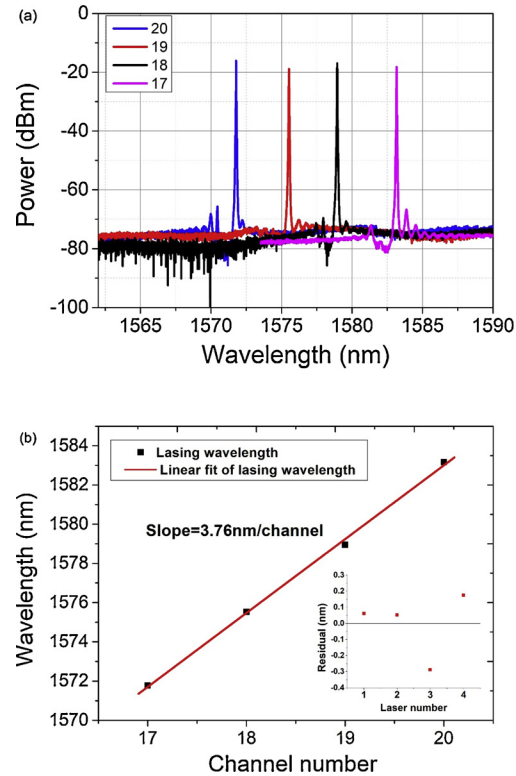 (a)
0
20
19
18
17
-20
-40
-60
-80
-100
Power (dBm)
1565 1570 1575 1580 1585 1590
Wavelength (nm)
(b)
1584
1582
1580
1578
1576
1574
1572
1570
Wavelength (nm)
Lasing wavelength
Linear fit of lasing wavelength
Slope=3.76nm/channel
0.3
0.2
0.1
0.0
-0.1
-0.2
-0.3
-0.4
Residual (nm)
1 2 3 4
Laser number
17 18 19 20
Channel number